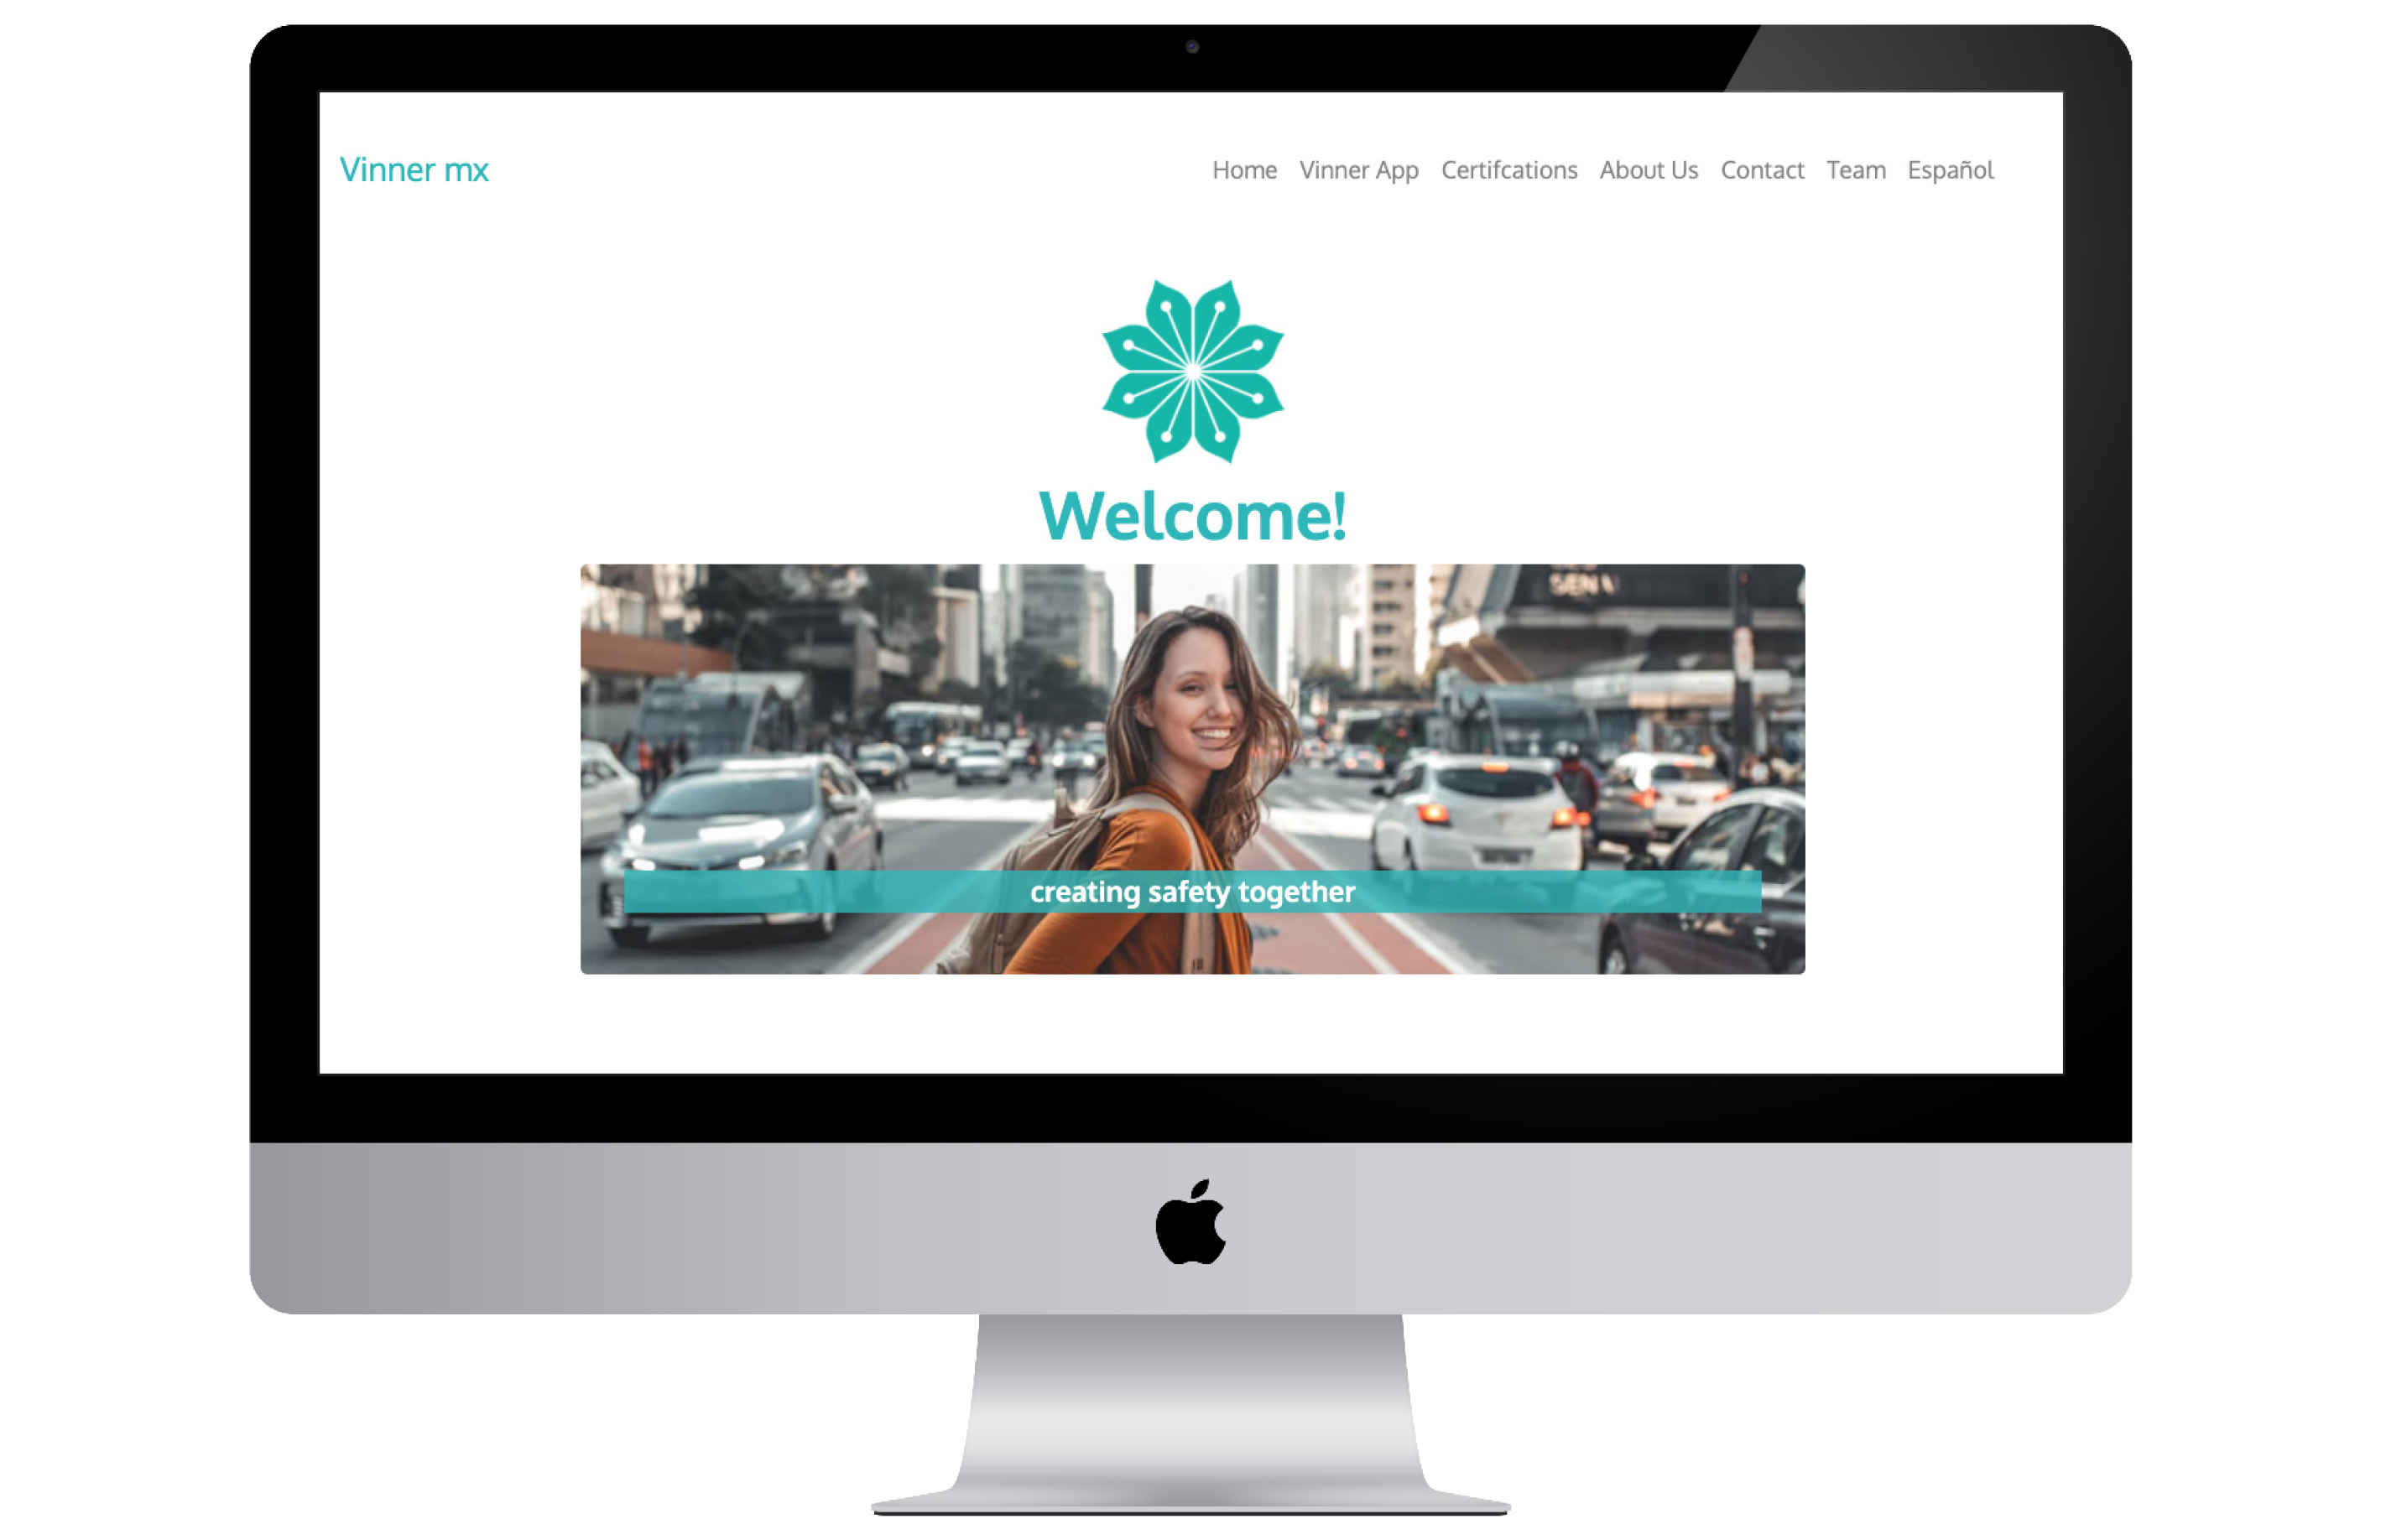 Vinner mx
Home Vinner App Certifcations About Us Contact Team Español
Welcome!
creating safety together